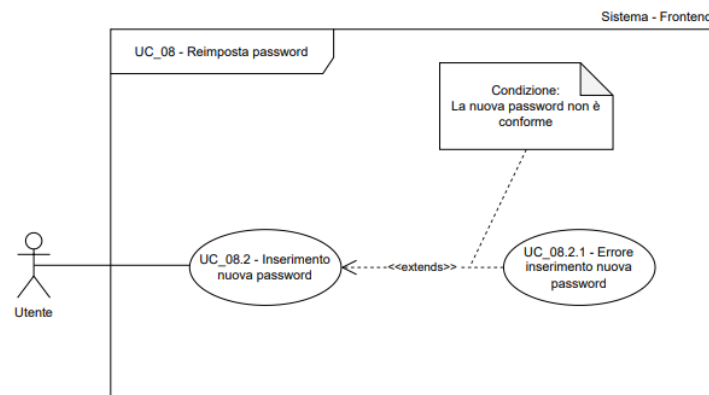 Sistema - Frontend
UC_08 - Reimposta password
Condizione:
La nuova password non è
conforme
UC_08.2 - Inserimento
nuova password
<<extends>>
UC_08.2.1 - Errore
inserimento nuova
password
Utente